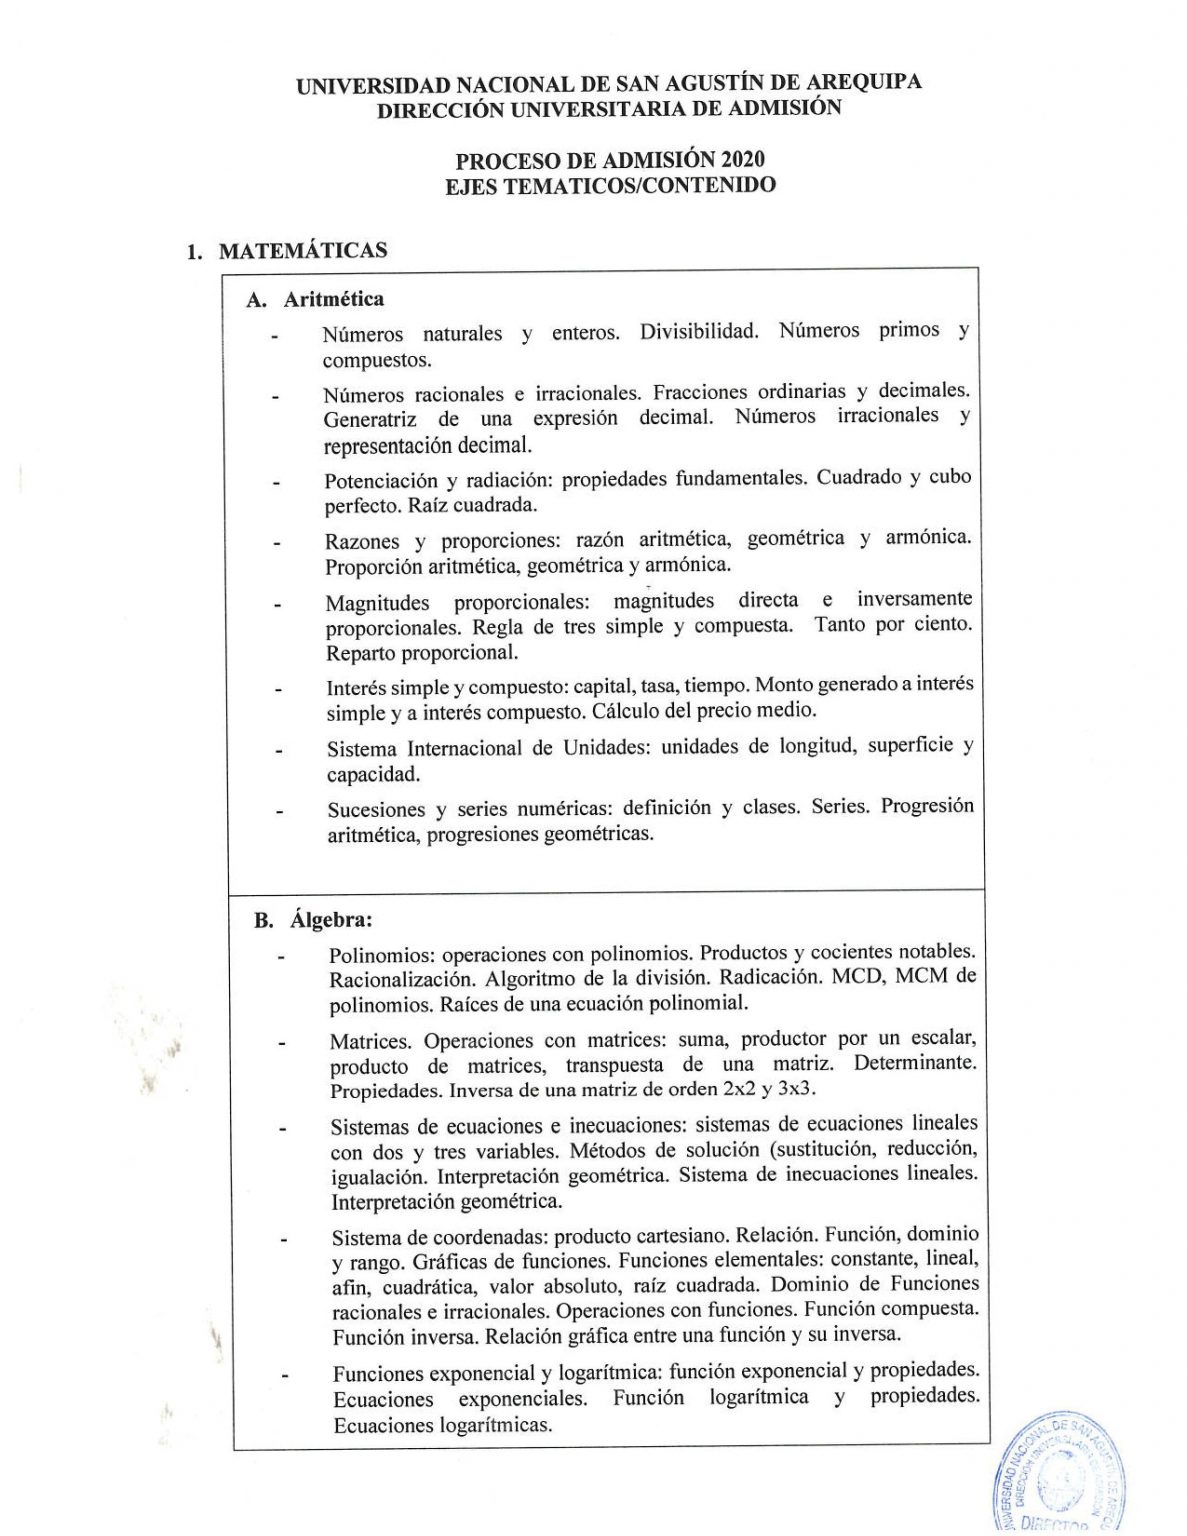 UNIVERSIDAD NACIONAL DE SAN AGUSTÍN DE AREQUIPA
DIRECCIÓN UNIVERSITARIA DE ADMISIÓN
PROCESO DE ADMISIÓN 2020
EJES TEMATICOS/CONTENIDO
1. MATEMÁTICAS
A. Aritmética
- Números naturales y enteros. Divisibilidad. Números primos y
compuestos.
- Números racionales e irracionales. Fracciones ordinarias y decimales.
Generatriz de una expresión decimal. Números irracionales y
representación decimal.
- Potenciación y radiación: propiedades fundamentales. Cuadrado y cubo
perfecto. Raíz cuadrada.
- Razones y proporciones: razón aritmética, geométrica y armónica.
Proporción aritmética, geométrica y armónica.
- Magnitudes proporcionales: magnitudes directa e inversamente
proporcionales. Regla de tres simple y compuesta. Tanto por ciento.
Reparto proporcional.
- Interés simple y compuesto: capital, tasa, tiempo. Monto generado a interés
simple y a interés compuesto. Cálculo del precio medio.
- Sistema Internacional de Unidades: unidades de longitud, superficie y
capacidad.
- Sucesiones y series numéricas: definición y clases. Series. Progresión
aritmética, progresiones geométricas.
B. Álgebra:
- Polinomios: operaciones con polinomios. Productos y cocientes notables.
Racionalización. Algoritmo de la división. Radicación. MCD, MCM de
polinomios. Raíces de una ecuación polinomial.
- Matrices. Operaciones con matrices: suma, productor por un escalar,
producto de matrices, transpuesta de una matriz. Determinante.
Propiedades. Inversa de una matriz de orden 2x2 y 3x3.
- Sistemas de ecuaciones e inecuaciones: sistemas de ecuaciones lineales
con dos y tres variables. Métodos de solución (sustitución, reducción,
igualación. Interpretación geométrica. Sistema de inecuaciones lineales.
Interpretación geométrica.
- Sistema de coordenadas: producto cartesiano. Relación. Función, dominio
y rango. Gráficas de funciones. Funciones elementales: constante, lineal,
afin, cuadrática, valor absoluto, raíz cuadrada. Dominio de Funciones
racionales e irracionales. Operaciones con funciones. Función compuesta.
Función inversa. Relación gráfica entre una función y su inversa.
- Funciones exponencial y logarítmica: función exponencial y propiedades.
Ecuaciones exponenciales. Función logarítmica y propiedades.
Ecuaciones logarítmicas.
NACIONAL DE SAN AGUSTÍN DE
DIRECTOR